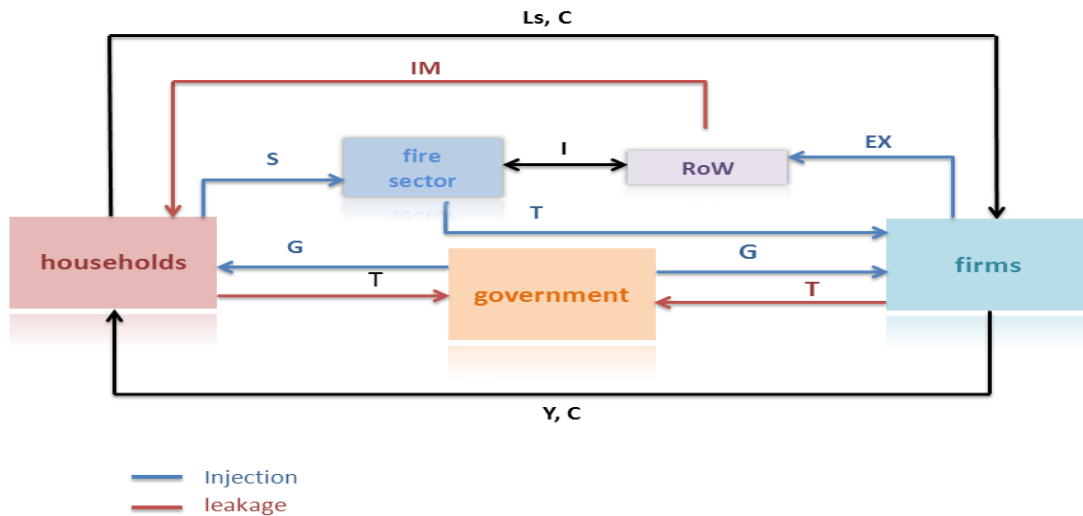 Ls, C
IM
S
fire
sector
I
RoW
EX
T
households
G
T
government
G
T
firms
Y, C
Injection
leakage